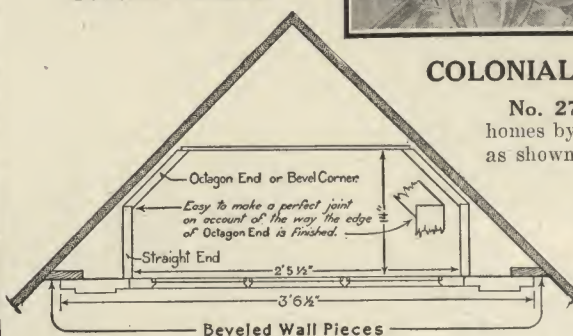 COLONIAL
No. 27
homes by
as shown
Octagon End or Bevel Corner.
Easy to make a perfect joint
on account of the way the edge
of Octagon End is Finished.
Straight End
2'5½"
3'6½"
Beveled Wall Pieces